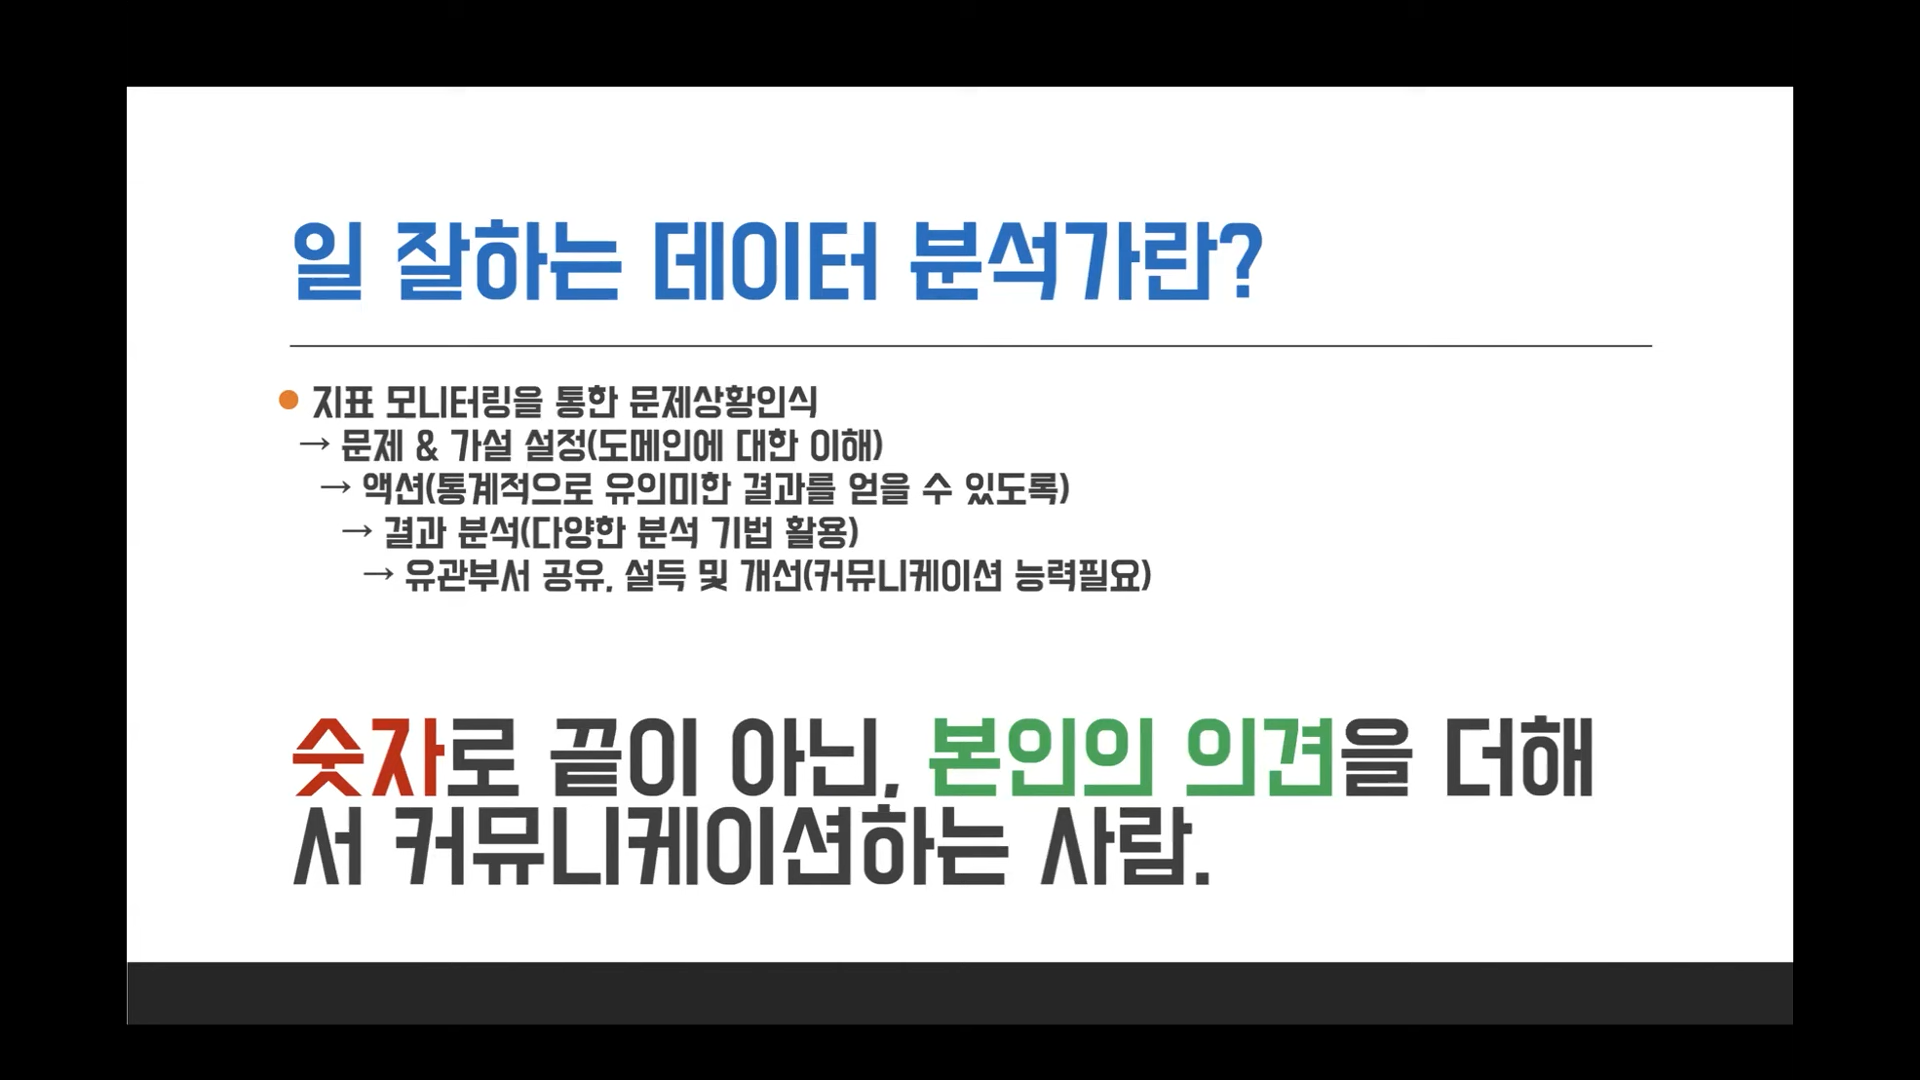 일 잘하는 데이터 분석가란?
● 지표 모니터링을 통한 문제상황인식
→ 문제 & 가설 설정(도메인에 대한 이해)
→ 액션(통계적으로 유의미한 결과를 얻을 수 있도록)
→ 결과 분석(다양한 분석 기법 활용)
→ 유관부서 공유, 설득 및 개선(커뮤니케이션 능력필요)
숫자로 끝이 아닌, 본인의 의견을 더해
서 커뮤니케이션하는 사람.